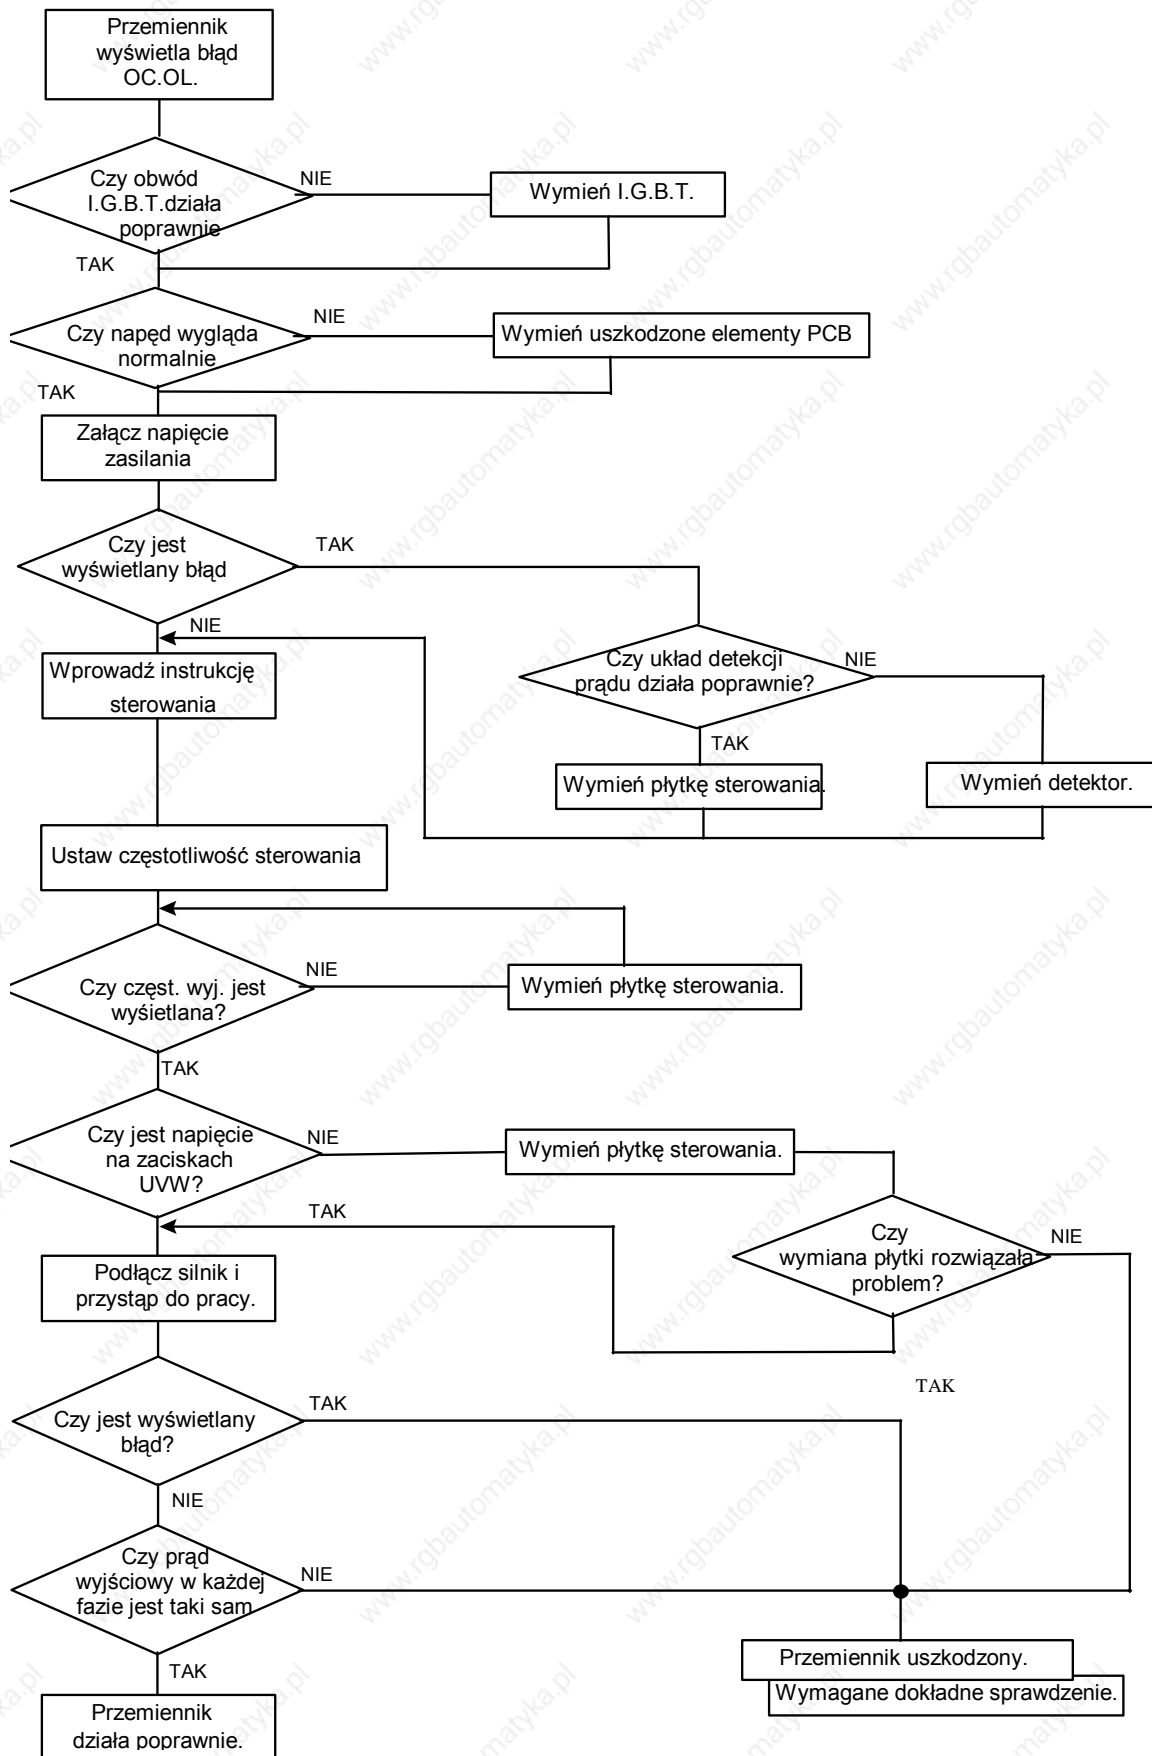 Przemiennik
wyświetla błąd
OC.OL.
Czy obwód
I.G.B.T.działa
poprawnie
NIE
Wymień I.G.B.T.
TAK
Czy napęd wygląda
normalnie
NIE
Wymień uszkodzone elementy PCB
TAK
Załącz napięcie
zasilania
Czy jest
wyświetlany błąd
TAK
NIE
Wprowadź instrukcję
sterowania
Czy układ detekcji
prądu działa poprawnie?
NIE
TAK
Wymień płytkę sterowania.
Wymień detektor.
Ustaw częstotliwość sterowania
Czy częst. wyj. jest
wyśietlana?
NIE
Wymień płytkę sterowania.
TAK
Czy jest napięcie
na zaciskach
UVW?
NIE
Wymień płytkę sterowania.
TAK
Czy
wymiana płytki rozwiązała
problem?
NIE
Podłącz silnik i
przystąp do pracy.
TAK
Czy jest wyświetlany
błąd?
TAK
NIE
Czy prąd
wyjściowy w każdej
fazie jest taki sam
NIE
TAK
Przemiennik uszkodzony.
Wymagane dokładne sprawdzenie.
Przemiennik
działa poprawnie.
www.rgbautomatyka.pl